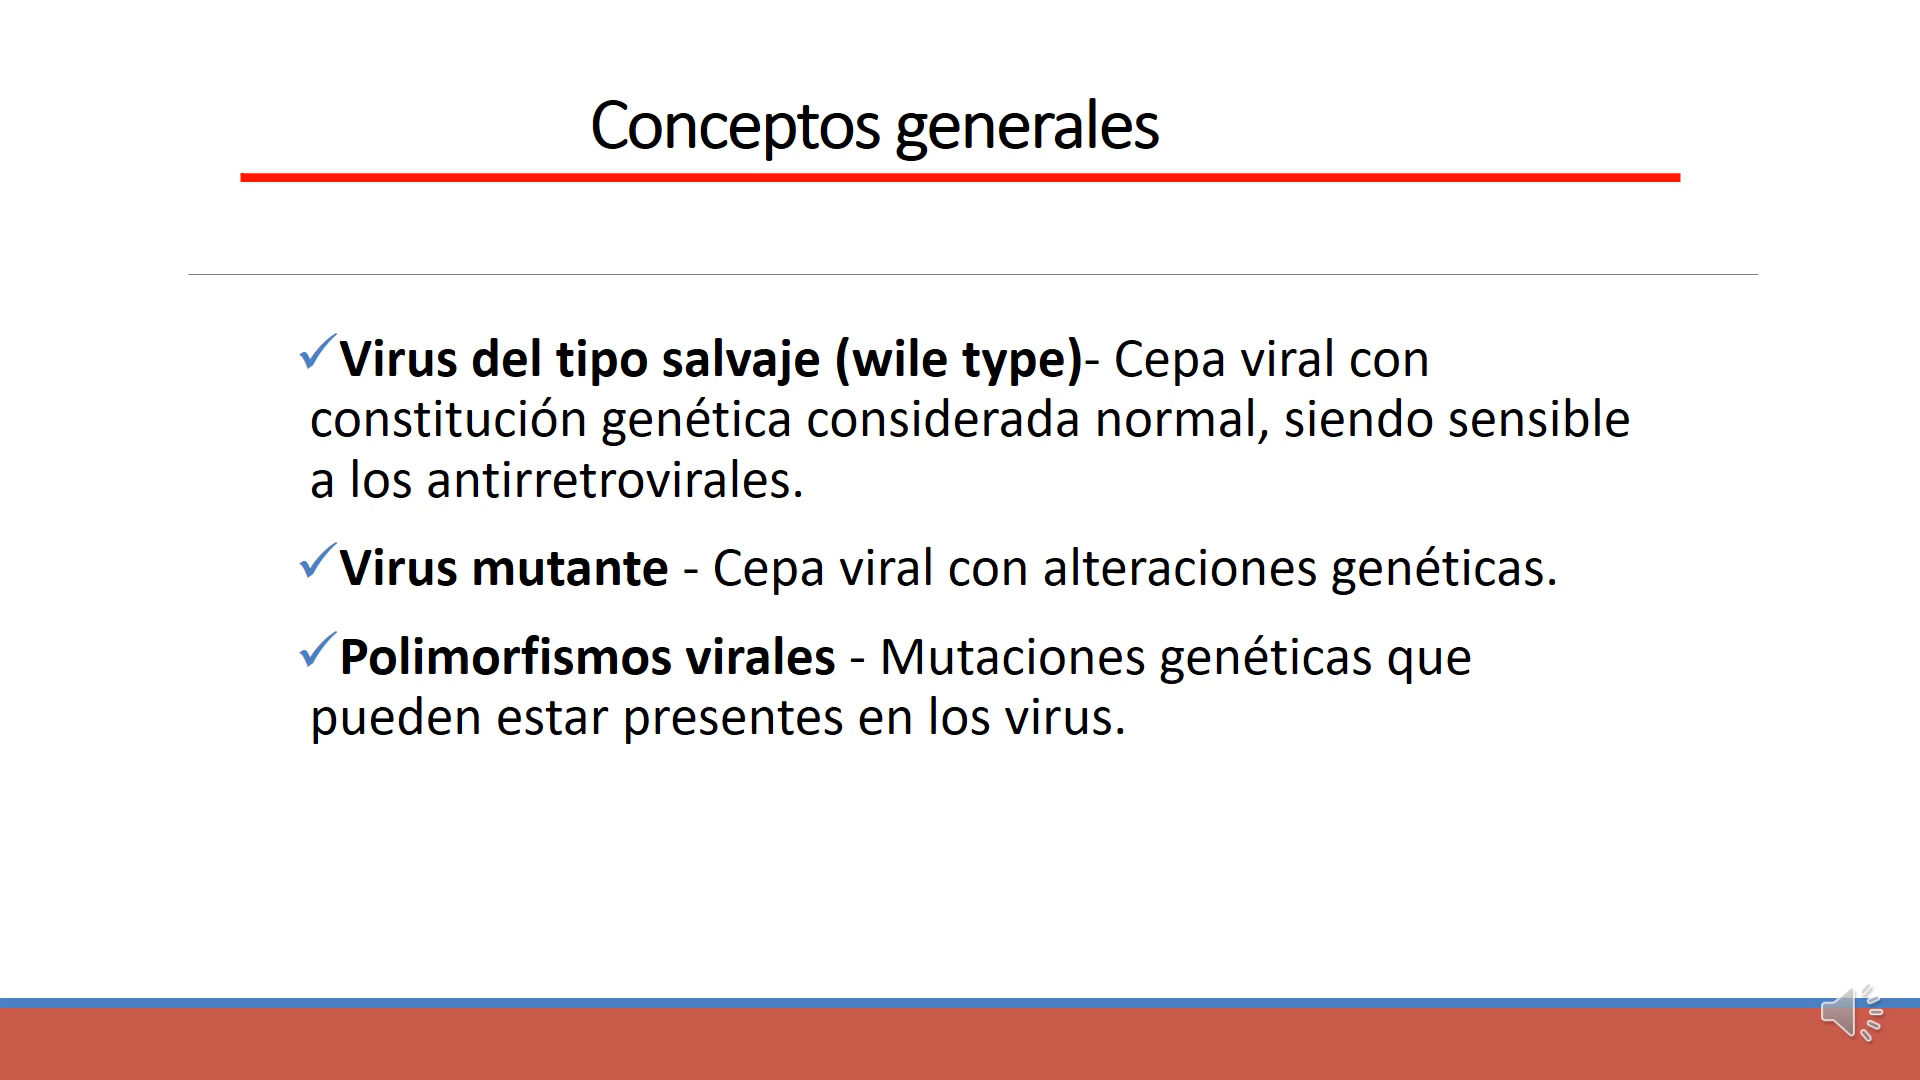 Conceptos generales
✓Virus del tipo salvaje (wile type)- Cepa viral con
constitución genética considerada normal, siendo sensible
a los antirretrovirales.
✓Virus mutante - Cepa viral con alteraciones genéticas.
✓Polimorfismos virales - Mutaciones genéticas que
pueden estar presentes en los virus.